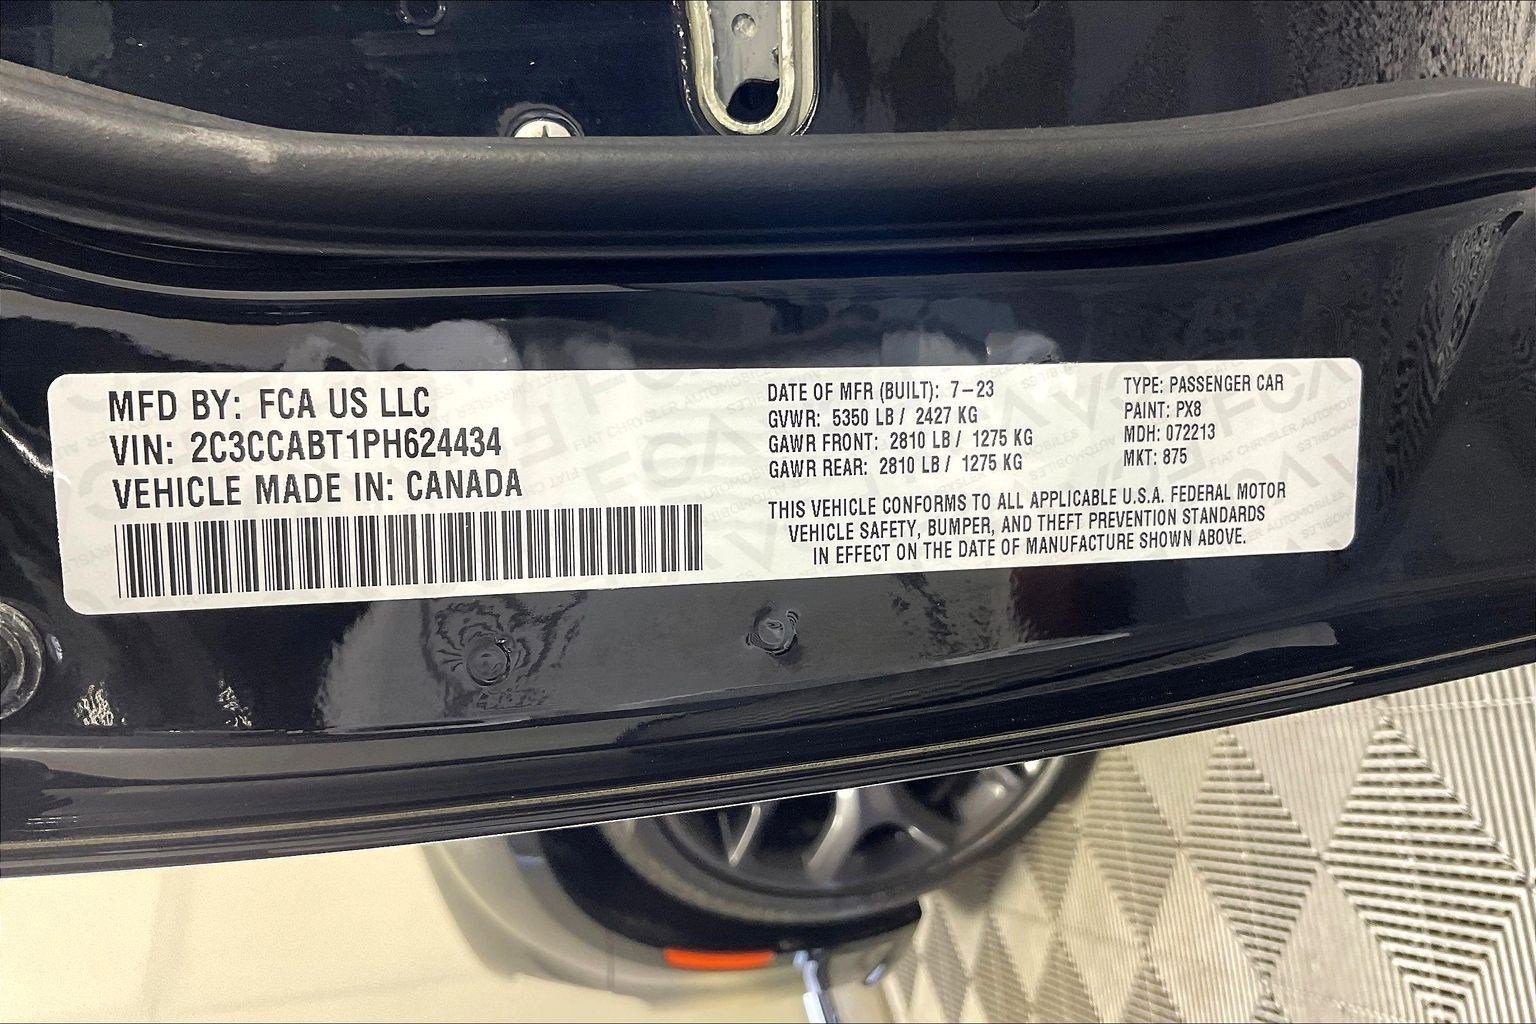 MFD BY: FCA US LLC
VIN: 2C3CCABT1PH624434
VEHICLE MADE IN: CANADA
DATE OF MFR (BUILT): 7-23
GVWR: 5350 LB / 2427 KG
GAWR FRONT: 2810 LB / 1275 KG
GAWR REAR: 2810 LB / 1275 KG
TYPE: PASSENGER CAR
PAINT: PX8
MDH: 072213
MKT: 875
THIS VEHICLE CONFORMS TO ALL APPLICABLE U.S.A. FEDERAL MOTOR
VEHICLE SAFETY, BUMPER, AND THEFT PREVENTION STANDARDS
IN EFFECT ON THE DATE OF MANUFACTURE SHOWN ABOVE.